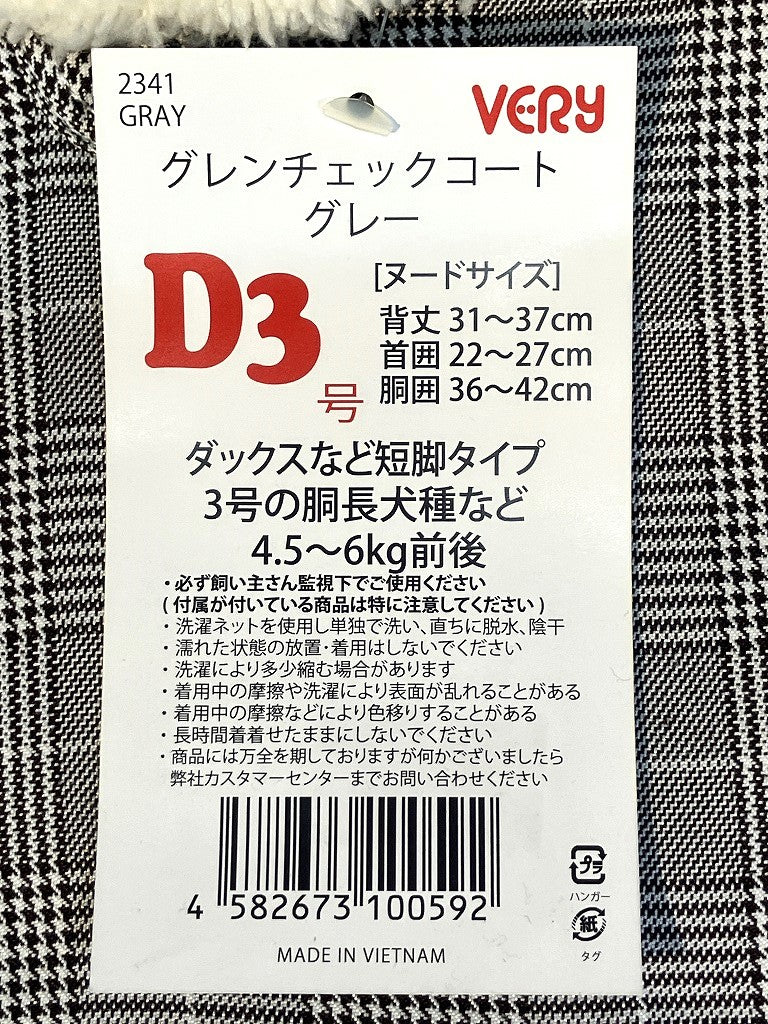 2341
GRAY
VERY
グレンチェックコート
グレー
D3号
[ヌードサイズ]
背丈 31〜37cm
首囲 22〜27cm
胴囲 36〜42cm
ダックスなど短脚タイプ
3号の胴長犬種など
4.5〜6kg前後
・必ず飼い主さん監視下でご使用ください
( 付属が付いている商品は特に注意してください )
・洗濯ネットを使用し単独で洗い、直ちに脱水、陰干
・濡れた状態の放置・着用はしないでください
・洗濯により多少縮む場合があります
・着用中の摩擦や洗濯により表面が乱れることがある
・着用中の摩擦などにより色移りすることがある
・長時間着着せたままにしないでください
・商品には万全を期しておりますが何かございましたら
弊社カスタマーセンターまでお問い合わせください
4 582673 100592
プラ
ハンガー
紙
タグ
MADE IN VIETNAM